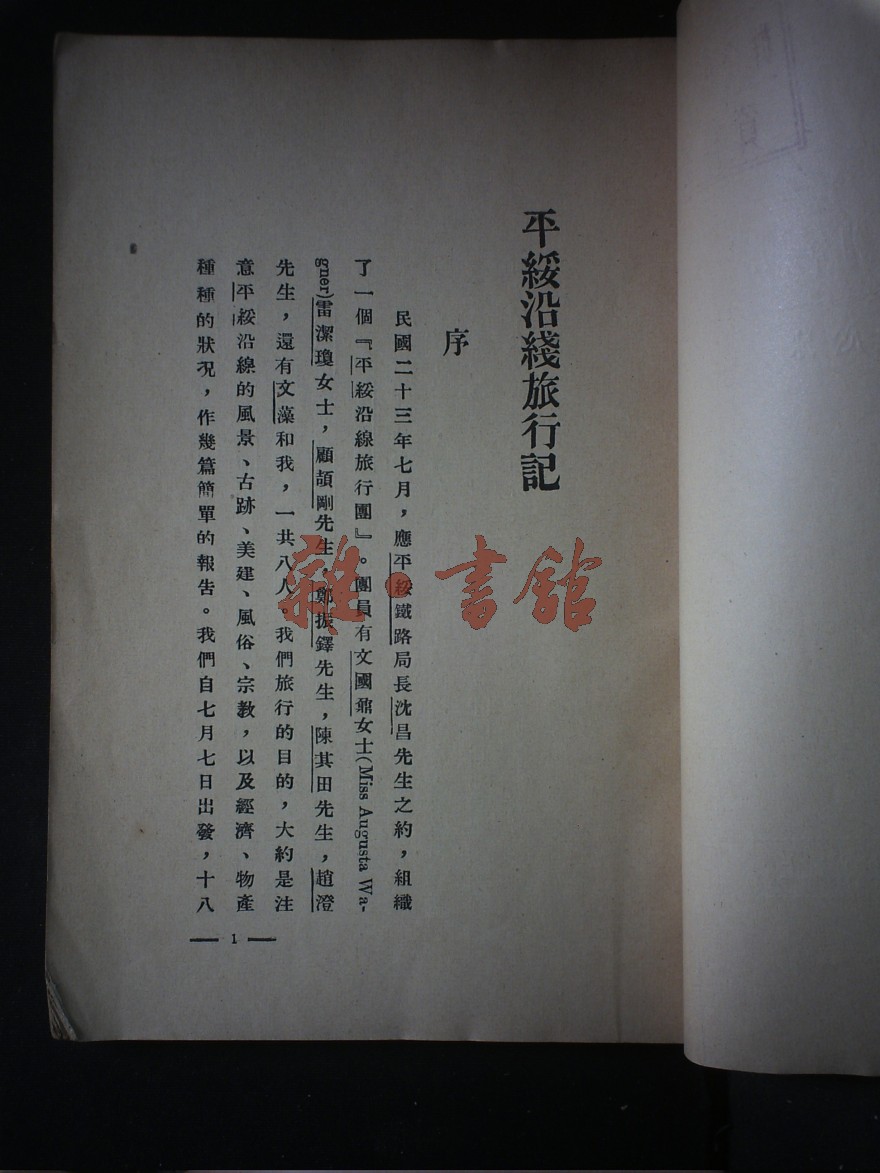 平綏沿綫旅行記
序
民國二十三年七月，應平綏鐵路局長沈昌先生之約，組織
了一個『平綏沿線旅行團』。團員有文國鼐女士(Miss Augusta Wa-
gner)雷潔瓊女士，顧頡剛先生，鄭振鐸先生，陳其田先生，趙澄
先生，還有文藻和我，一共八人。我們旅行的目的，大約是注
意平綏沿線的風景、古跡、美建、風俗、宗教，以及經濟、物產
種種的狀況，作幾篇簡單的報告。我們自七月七日出發，十八
1
雜·書館